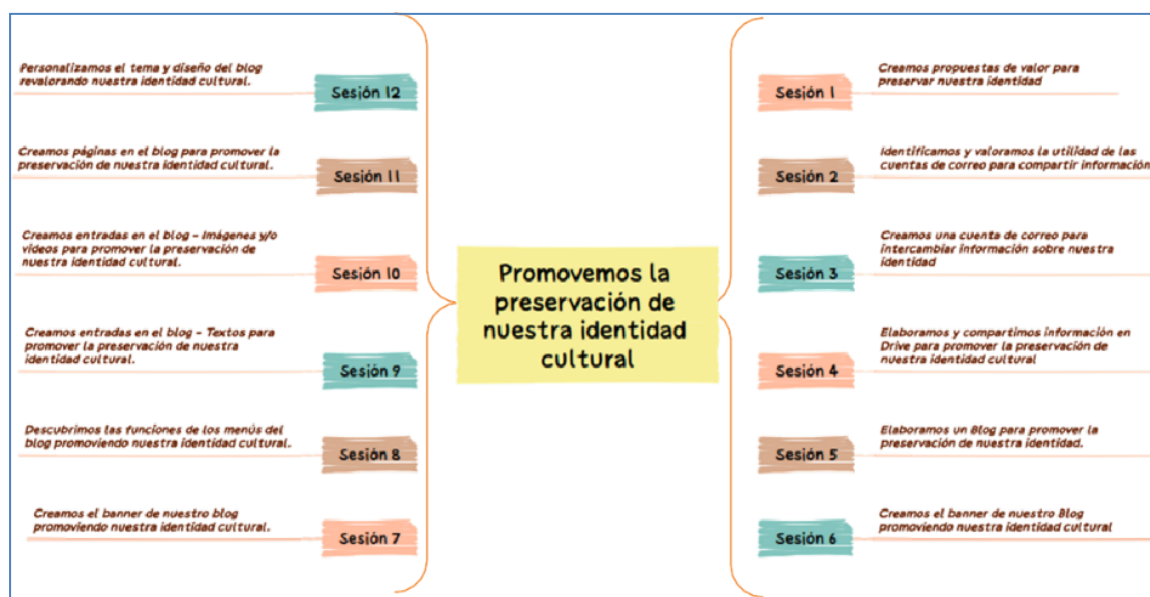 Promovemos la
preservación de
nuestra identidad
cultural
Sesión 1
Creamos propuestas de valor para
preservar nuestra identidad
Sesión 2
Identificamos y valoramos la utilidad de las
cuentas de correo para compartir información
Sesión 3
Creamos una cuenta de correo para
intercambiar información sobre nuestra
identidad
Sesión 4
Elaboramos y compartimos información en
Drive para promover la preservación de
nuestra identidad cultural
Sesión 5
Elaboramos un Blog para promover la
preservación de nuestra identidad.
Sesión 6
Creamos el banner de nuestro Blog
promoviendo nuestra identidad cultural
Sesión 7
Creamos el banner de nuestro blog
promoviendo nuestra identidad cultural.
Sesión 8
Descubrimos las funciones de los menús del
blog promoviendo nuestra identidad cultural.
Sesión 9
Creamos entradas en el blog - Textos para
promover la preservación de nuestra
identidad cultural.
Sesión 10
Creamos entradas en el Blog - Imágenes y/o
videos para promover la preservación de
nuestra identidad cultural.
Sesión 11
Creamos páginas en el blog para promover la
preservación de nuestra identidad cultural.
Sesión 12
Personalizamos el tema y diseño del blog
revalorando nuestra identidad cultural.